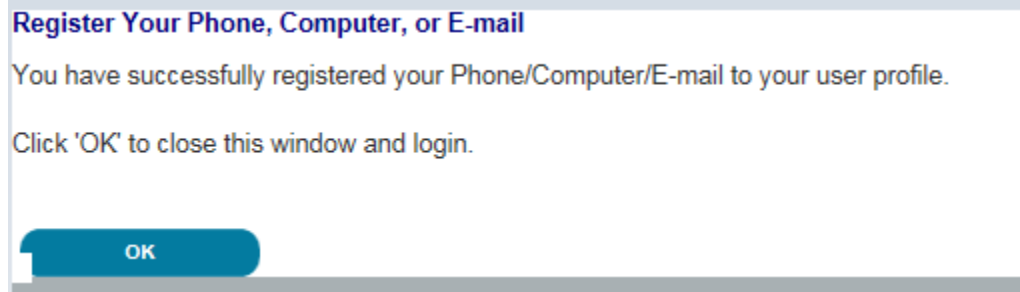 Register Your Phone, Computer, or E-mail
You have successfully registered your Phone/Computer/E-mail to your user profile.
Click 'OK' to close this window and login.
OK